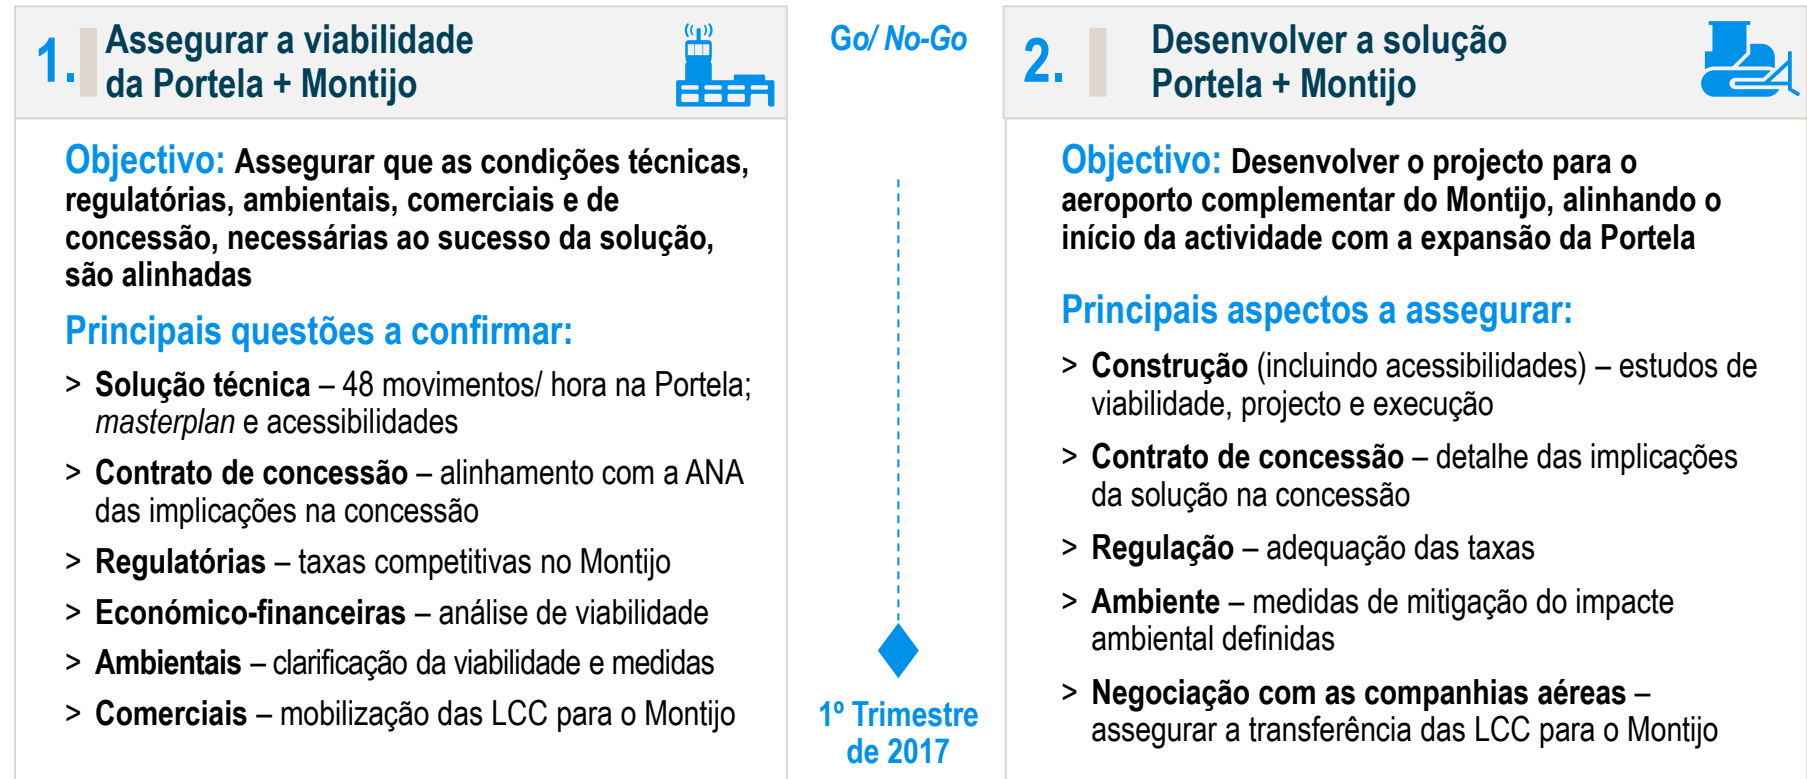 1. Assegurar a viabilidade
da Portela + Montijo
Objectivo: Assegurar que as condições técnicas,
regulatórias, ambientais, comerciais e de
concessão, necessárias ao sucesso da solução,
são alinhadas
Principais questões a confirmar:
> Solução técnica – 48 movimentos/ hora na Portela;
masterplan e acessibilidades
> Contrato de concessão – alinhamento com a ANA
das implicações na concessão
> Regulatórias – taxas competitivas no Montijo
> Económico-financeiras – análise de viabilidade
> Ambientais – clarificação da viabilidade e medidas
> Comerciais – mobilização das LCC para o Montijo
Go/ No-Go
1º Trimestre
de 2017
2. Desenvolver a solução
Portela + Montijo
Objectivo: Desenvolver o projecto para o
aeroporto complementar do Montijo, alinhando o
início da actividade com a expansão da Portela
Principais aspectos a assegurar:
> Construção (incluindo acessibilidades) – estudos de
viabilidade, projecto e execução
> Contrato de concessão – detalhe das implicações
da solução na concessão
> Regulação – adequação das taxas
> Ambiente – medidas de mitigação do impacte
ambiental definidas
> Negociação com as companhias aéreas –
assegurar a transferência das LCC para o Montijo